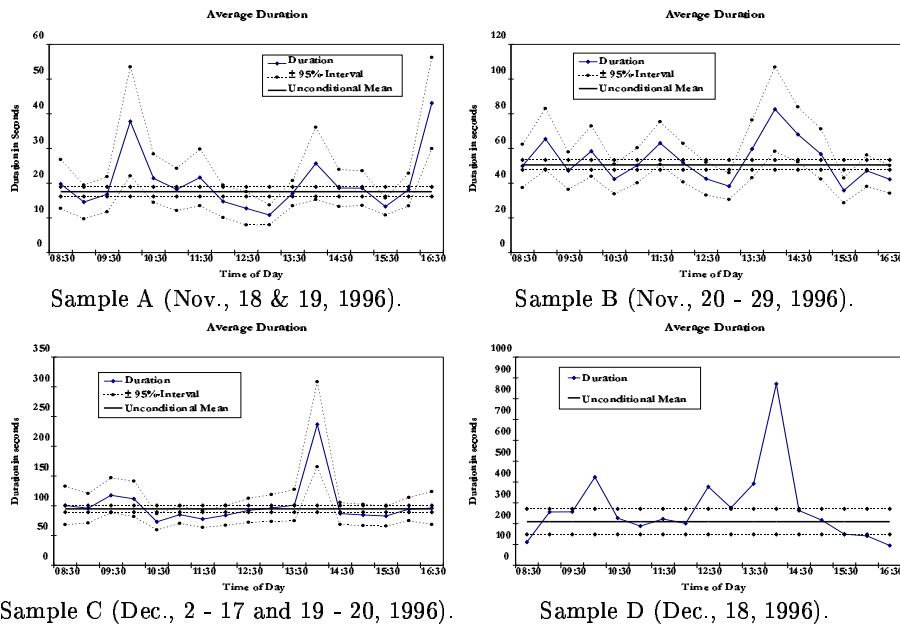 Average Duration
60
50
40
30
20
10
0
Duration in Seconds
Duration
± 95%-Interval
Unconditional Mean
08:30 09:30 10:30 11:30 12:30 13:30 14:30 15:30 16:30
Time of Day
Sample A (Nov., 18 & 19, 1996).
Average Duration
120
100
80
60
40
20
0
Duration in seconds
Duration
± 95%-Interval
Unconditional Mean
08:30 09:30 10:30 11:30 12:30 13:30 14:30 15:30 16:30
Time of Day
Sample B (Nov., 20 - 29, 1996).
Average Duration
350
300
250
200
150
100
50
0
Duration in seconds
Duration
± 95%-Interval
Unconditional Mean
08:30 09:30 10:30 11:30 12:30 13:30 14:30 15:30 16:30
Time of Day
Sample C (Dec., 2 - 17 and 19 - 20, 1996).
Average Duration
1000
900
800
700
600
500
400
300
200
100
0
Duration in seconds
Duration
Unconditional Mean
08:30 09:30 10:30 11:30 12:30 13:30 14:30 15:30 16:30
Time of Day
Sample D (Dec., 18, 1996).